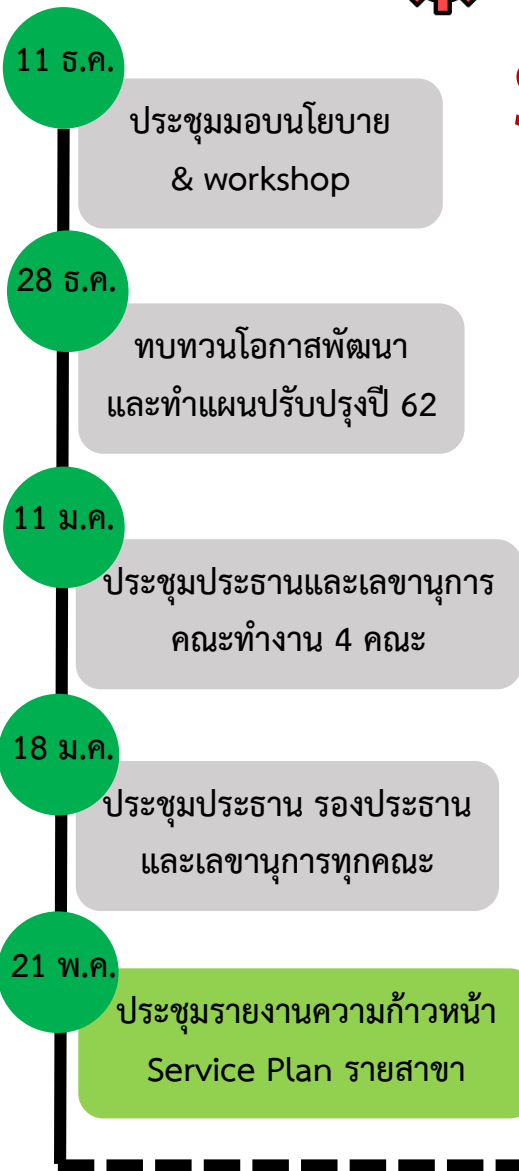 11 ธ.ค.
ประชุมมอบนโยบาย
& workshop
28 ธ.ค.
ทบทวนโอกาสพัฒนา
และทำแผนปรับปรุงปี 62
11 ม.ค.
ประชุมประธานและเลขานุการ
คณะทำงาน 4 คณะ
18 ม.ค.
ประชุมประธาน รองประธาน
และเลขานุการทุกคณะ
21 พ.ค.
ประชุมรายงานความก้าวหน้า
Service Plan รายสาขา